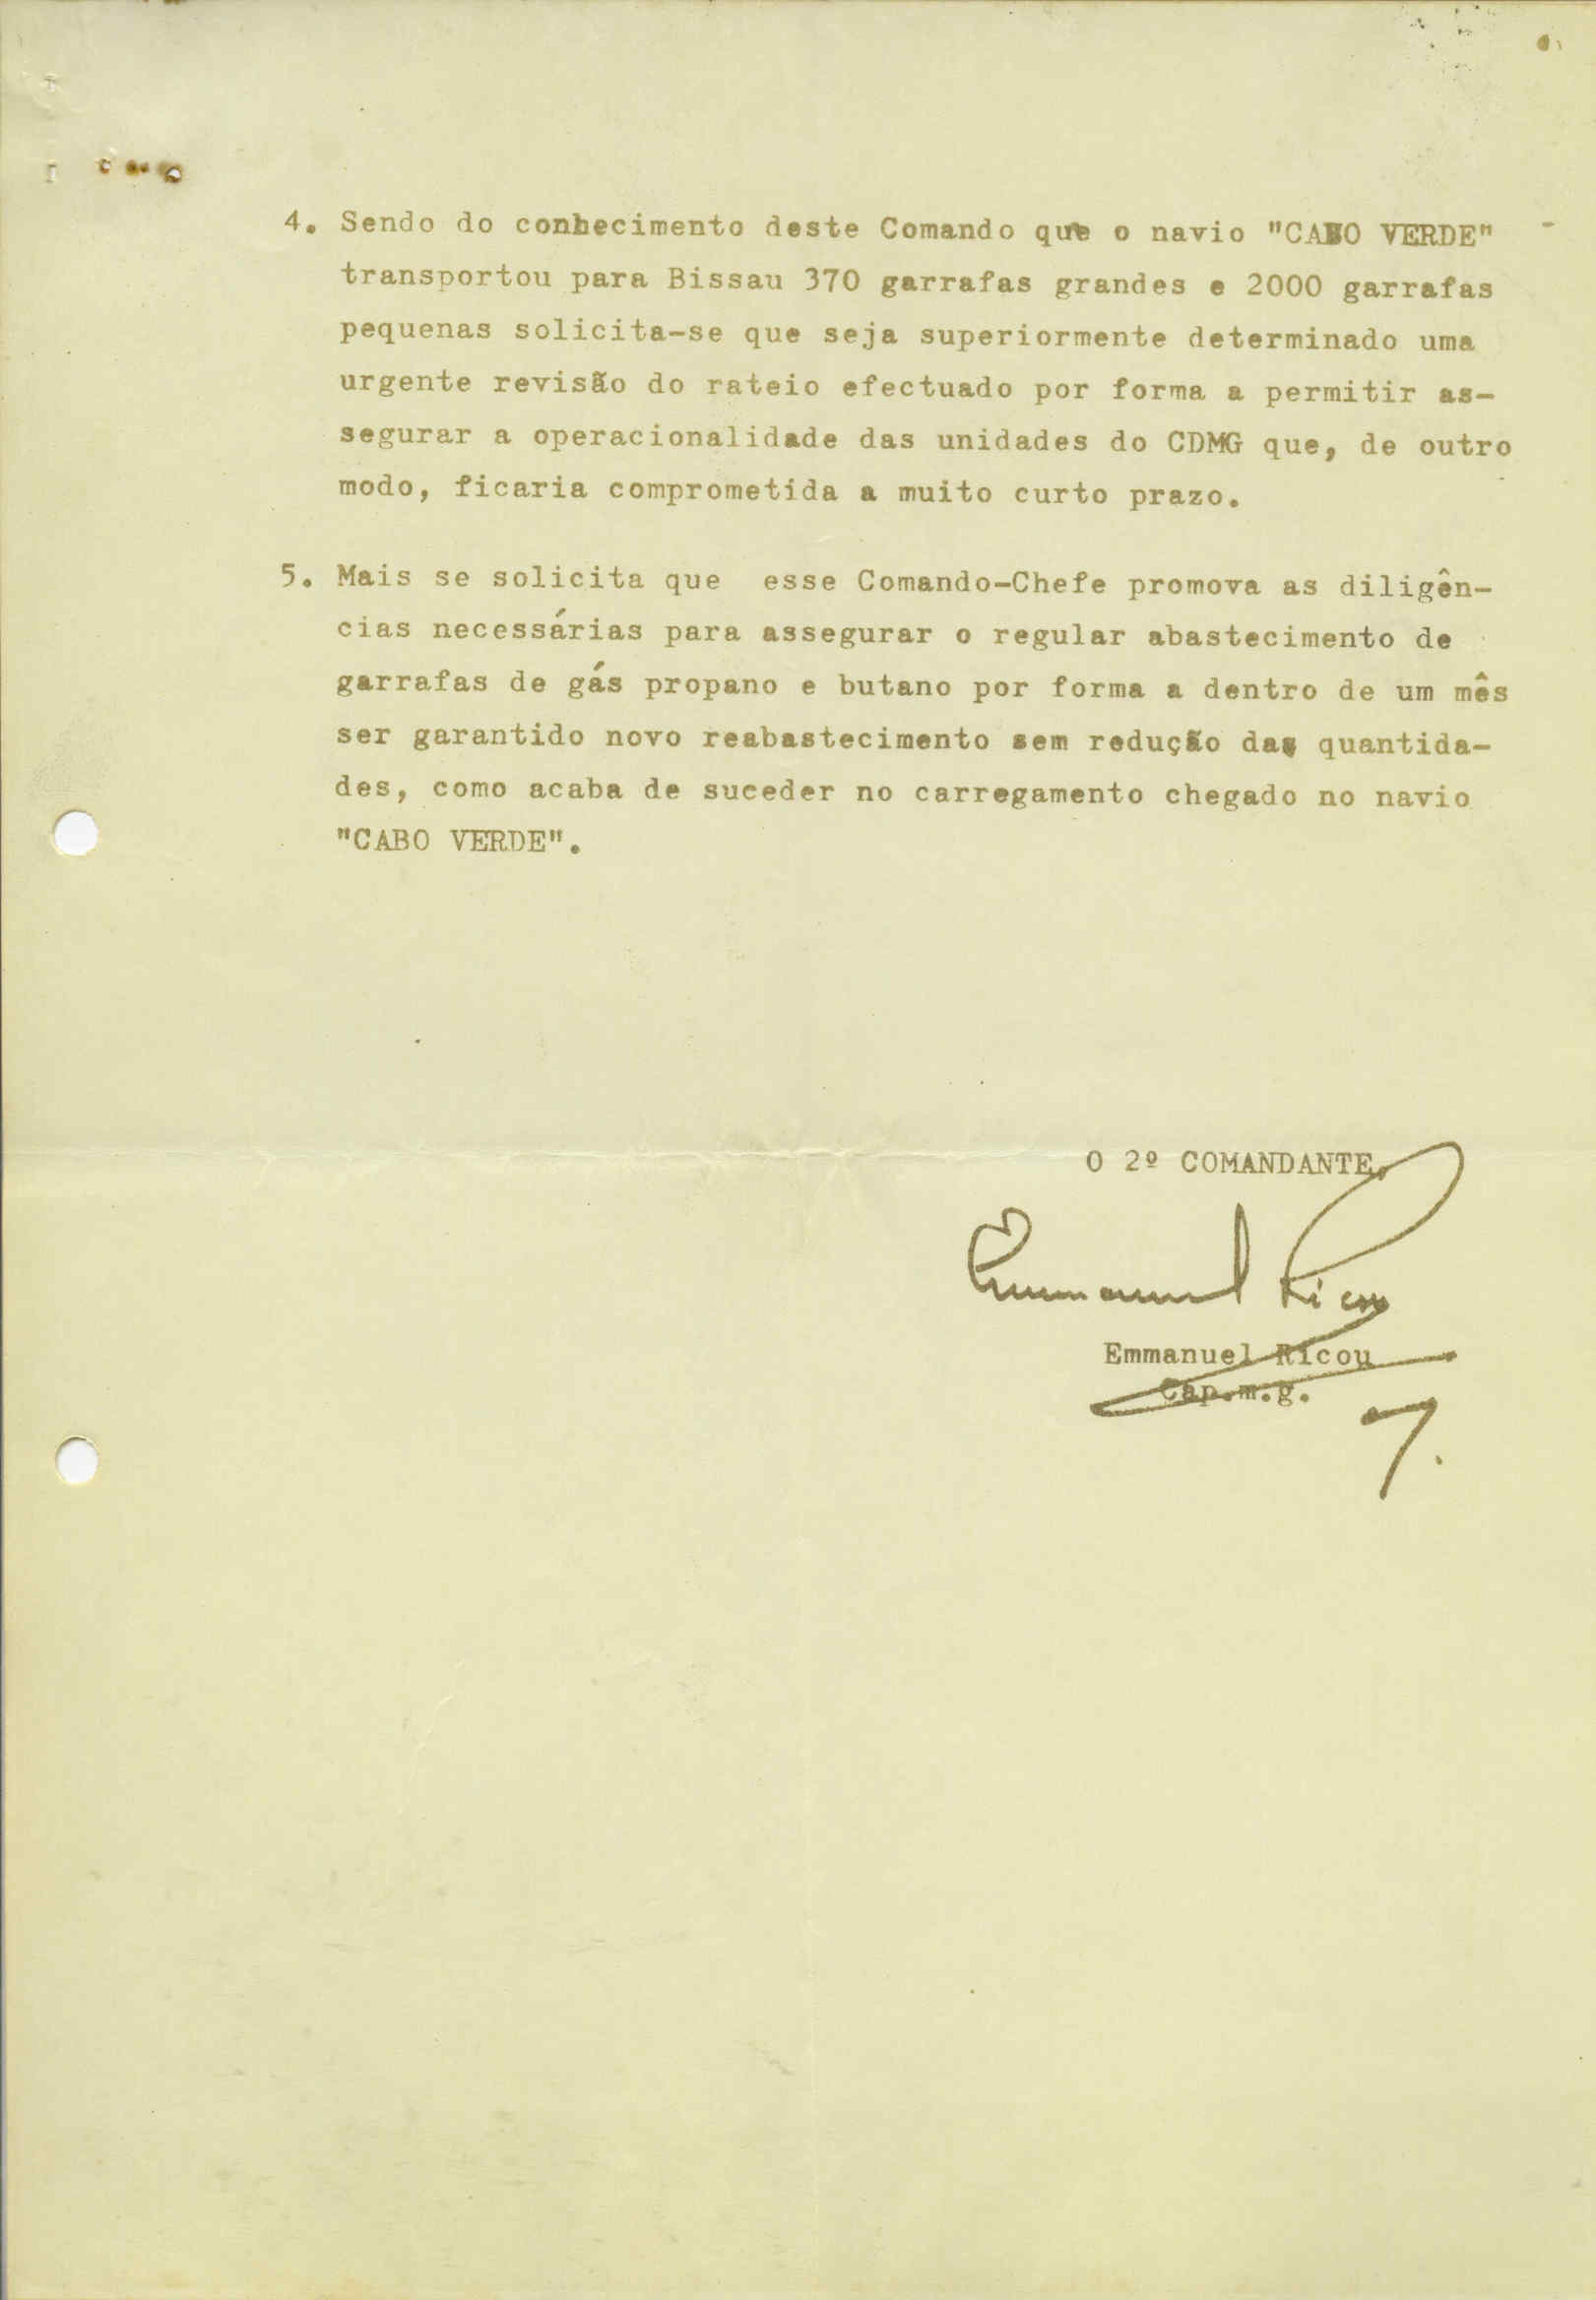 4. Sendo do conhecimento deste Comando que o navio "CABO VERDE"
transportou para Bissau 370 garrafas grandes e 2000 garrafas
pequenas solicita-se que seja superiormente determinado uma
urgente revisão do rateio efectuado por forma a permitir as-
segurar a operacionalidade das unidades do CDMG que, de outro
modo, ficaria comprometida a muito curto prazo.
5. Mais se solicita que esse Comando-Chefe promova as diligên-
cias necessárias para assegurar o regular abastecimento de
garrafas de gás propano e butano por forma a dentro de um mês
ser garantido novo reabastecimento sem redução das quantida-
des, como acaba de suceder no carregamento chegado no navio
"CABO VERDE".
O 2º COMANDANTE,
Emmanuel Ricou
Emmanuel Ricou
Cap.m.g.